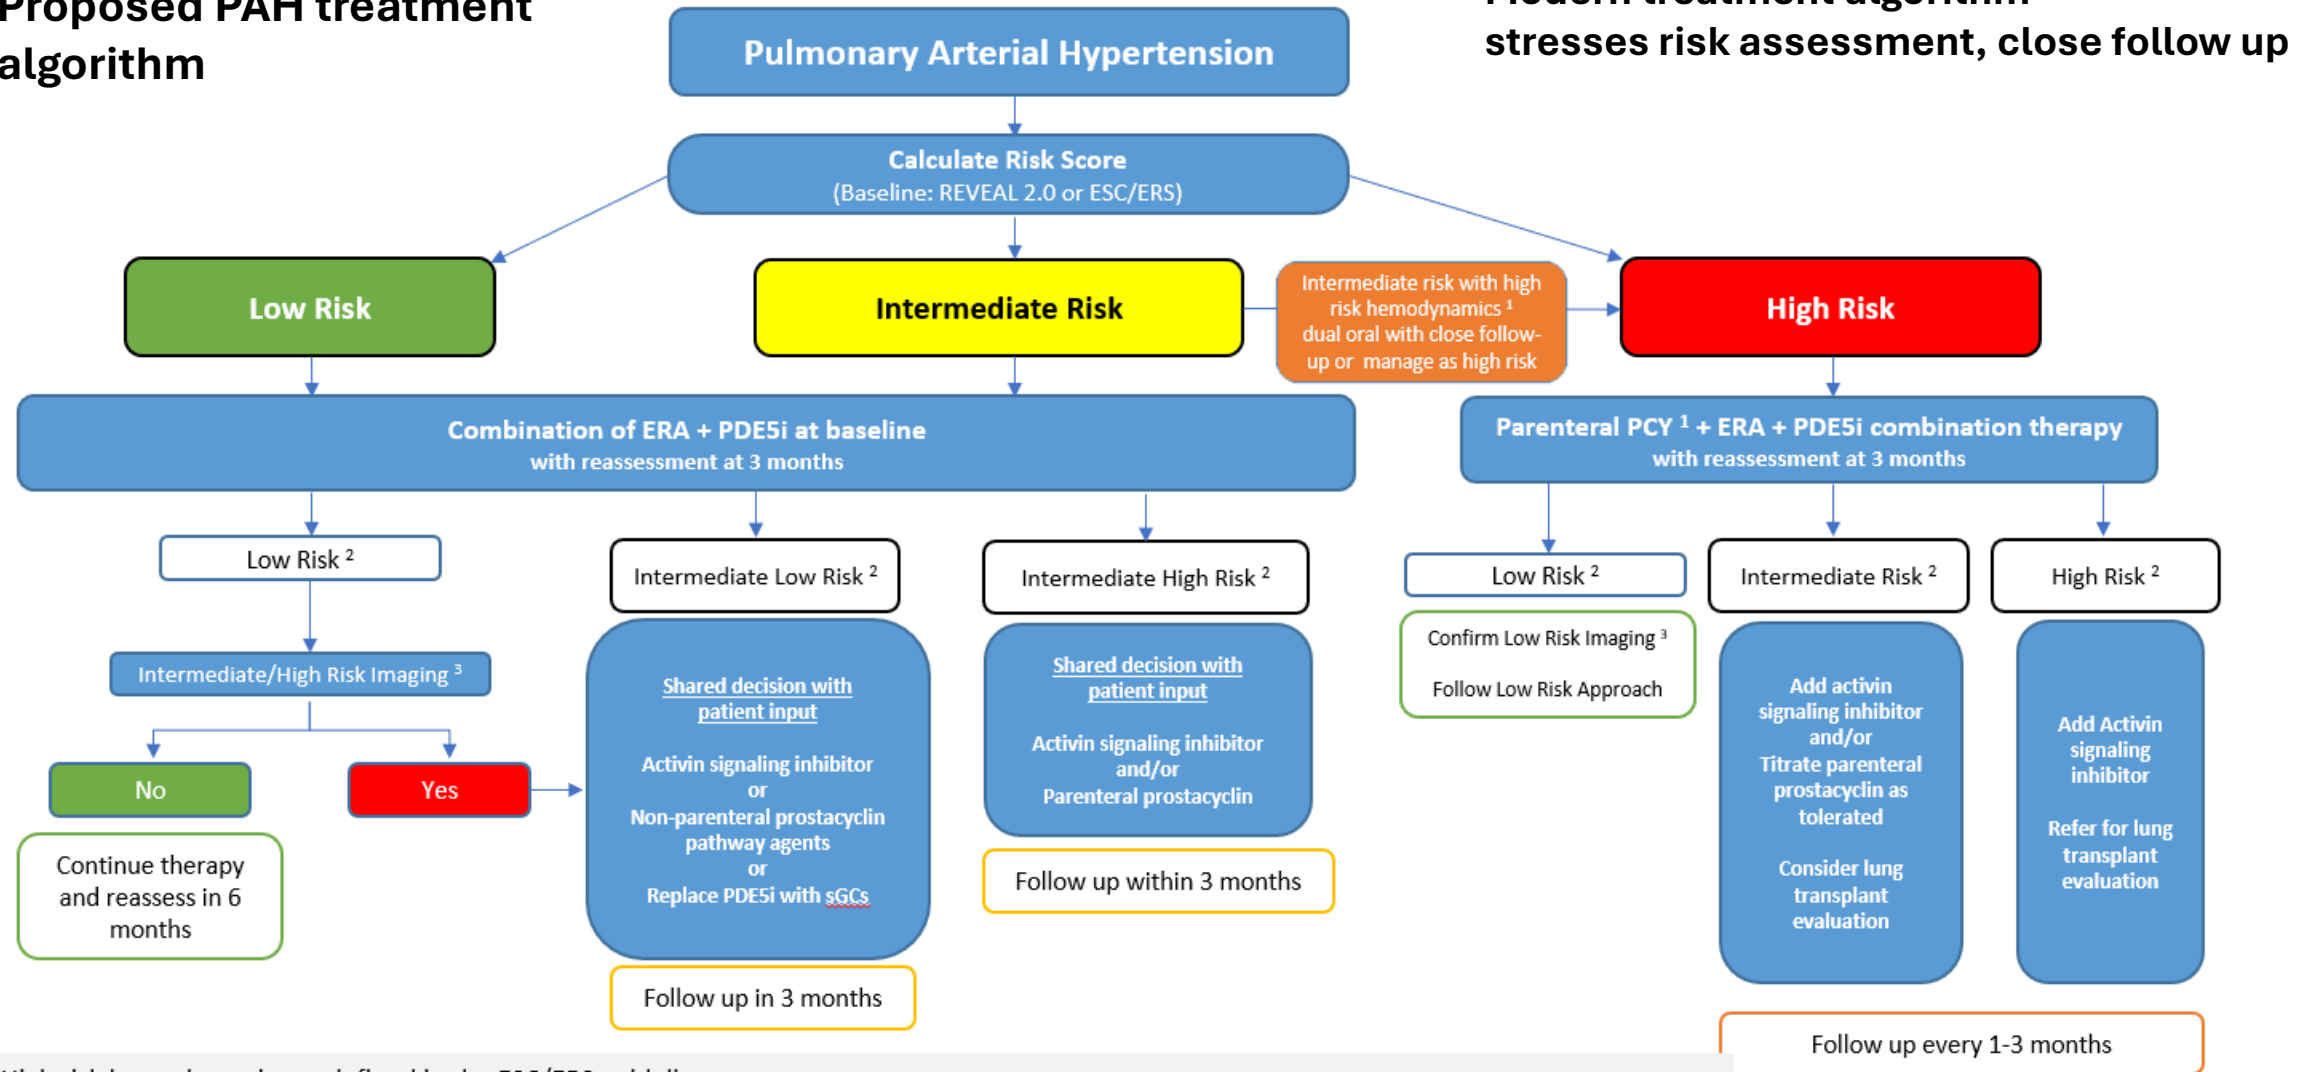 Proposed PAH treatment
algorithm
Modern treatment algorithm
stresses risk assessment, close follow up
Pulmonary Arterial Hypertension
Calculate Risk Score
(Baseline: REVEAL 2.0 or ESC/ERS)
Low Risk
Intermediate Risk
Intermediate risk with high
risk hemodynamics ¹
dual oral with close follow-
up or manage as high risk
High Risk
Combination of ERA + PDE5i at baseline
with reassessment at 3 months
Parenteral PCY ¹ + ERA + PDE5i combination therapy
with reassessment at 3 months
Low Risk ²
Intermediate/High Risk Imaging ³
No
Yes
Continue therapy
and reassess in 6
months
Intermediate Low Risk ²
Shared decision with
patient input
Activin signaling inhibitor
or
Non-parenteral prostacyclin
pathway agents
or
Replace PDE5i with sGCs
Follow up in 3 months
Intermediate High Risk ²
Shared decision with
patient input
Activin signaling inhibitor
and/or
Parenteral prostacyclin
Follow up within 3 months
Low Risk ²
Confirm Low Risk Imaging ³
Follow Low Risk Approach
Intermediate Risk ²
Add activin
signaling inhibitor
and/or
Titrate parenteral
prostacyclin as
tolerated
Consider lung
transplant
evaluation
High Risk ²
Add Activin
signaling
inhibitor
Refer for lung
transplant
evaluation
Follow up every 1-3 months